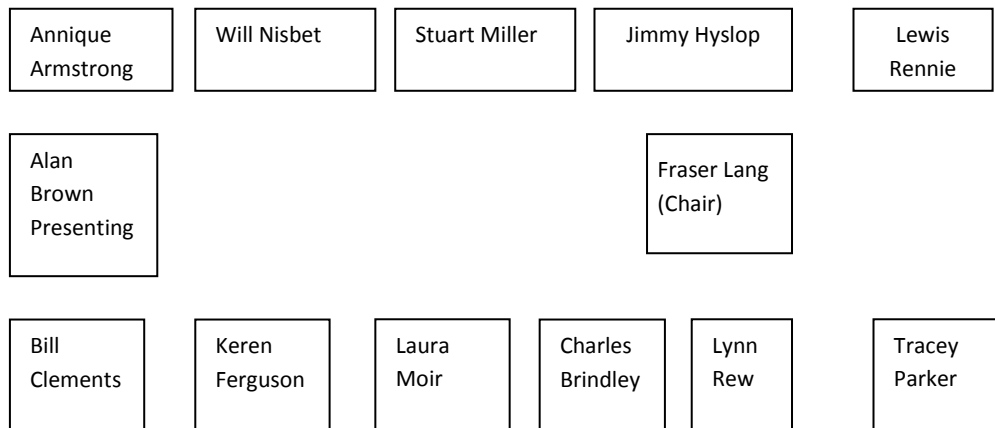 Annique
Armstrong
Will Nisbet
Stuart Miller
Jimmy Hyslop
Lewis
Rennie
Alan
Brown
Presenting
Fraser Lang
(Chair)
Bill
Clements
Keren
Ferguson
Laura
Moir
Charles
Brindley
Lynn
Rew
Tracey
Parker